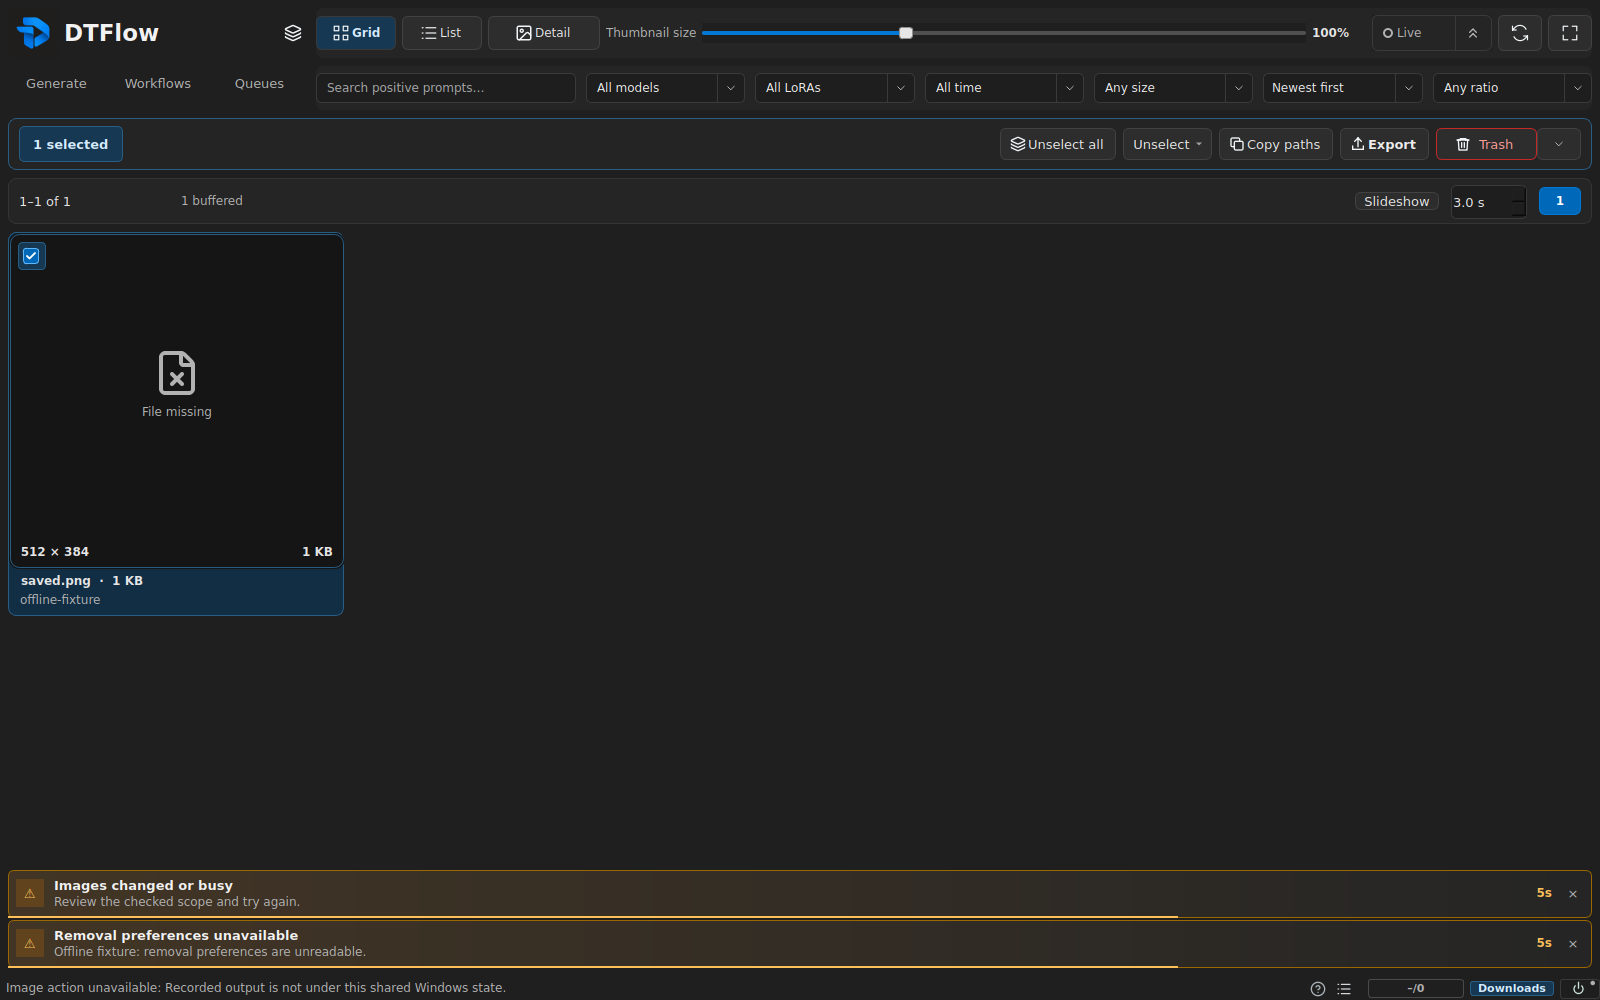 DTFlow
Grid
List
Detail
Thumbnail size
100%
Live
Generate
Workflows
Queues
Search positive prompts...
All models
All LoRAs
All time
Any size
Newest first
Any ratio
1 selected
Unselect all
Unselect
Copy paths
Export
Trash
1–1 of 1
1 buffered
Slideshow
3.0 s
1
File missing
512 × 384
1 KB
saved.png · 1 KB
offline-fixture
Images changed or busy
Review the checked scope and try again.
5s
Removal preferences unavailable
Offline fixture: removal preferences are unreadable.
5s
Image action unavailable: Recorded output is not under this shared Windows state.
–/0
Downloads